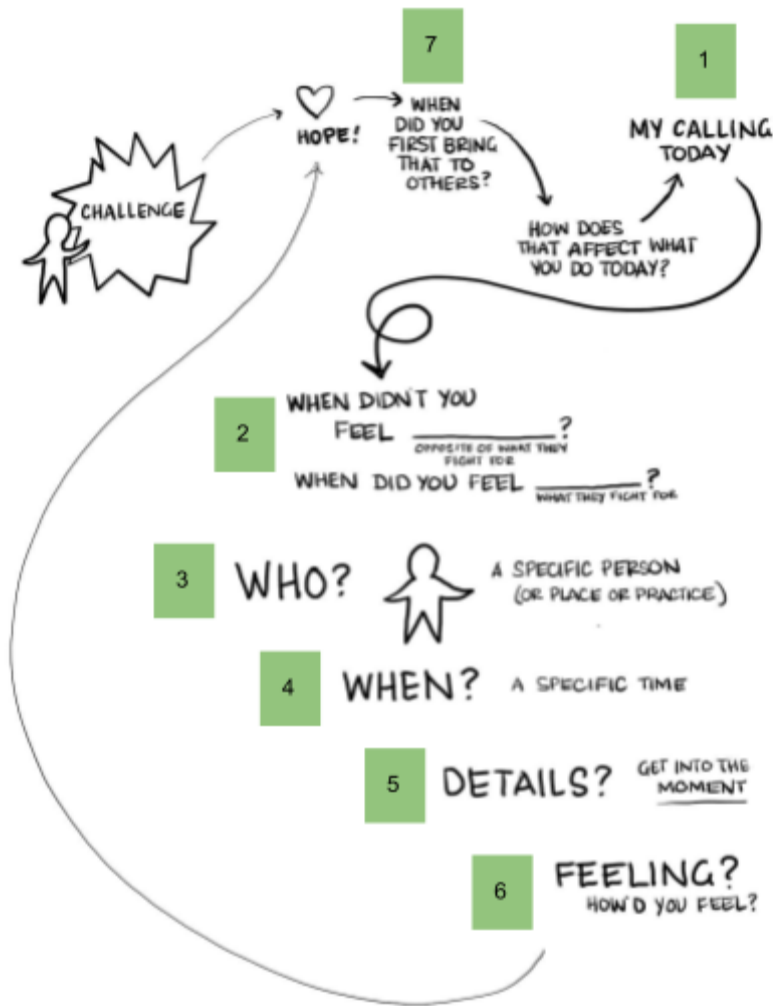 7
1
HOPE!
WHEN
DID YOU
FIRST BRING
THAT TO
OTHERS?
MY CALLING
TODAY
CHALLENGE
HOW DOES
THAT AFFECT WHAT
YOU DO TODAY?
2
WHEN DIDN'T YOU
FEEL ____________?
OPPOSITE OF WHAT THEY
FIGHT FOR
WHEN DID YOU FEEL ________?
WHAT THEY FIGHT FOR
3
WHO?
A SPECIFIC PERSON
(OR PLACE OR PRACTICE)
4
WHEN?
A SPECIFIC TIME
5
DETAILS?
GET INTO THE
MOMENT
6
FEELING?
HOW'D YOU FEEL?